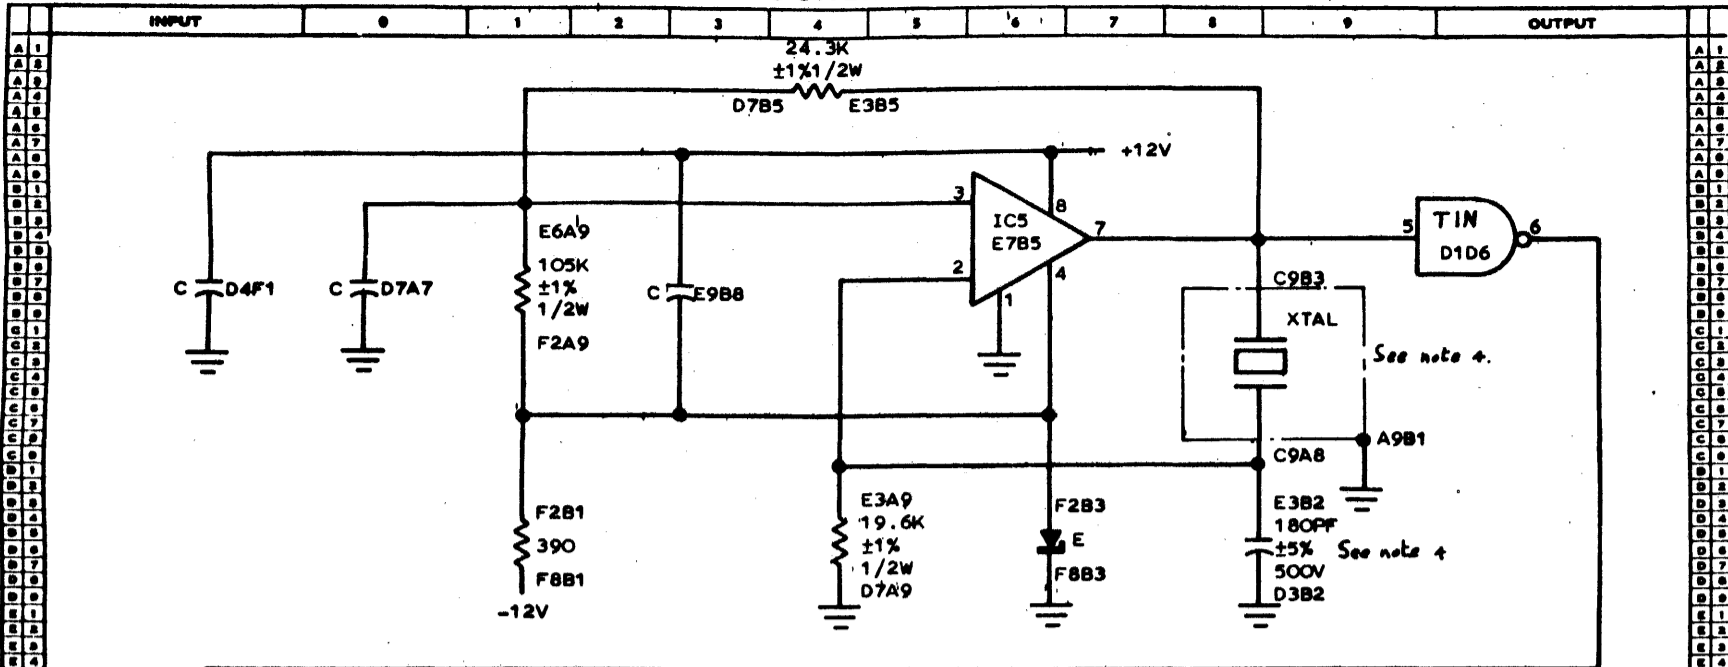 INPUT 0 1 2 3 4 5 6 7 8 9 OUTPUT
24.3K
±1%1/2W
D7B5 E3B5
+12V
3
8
IC5
E7B5
7
2
4
1
5
TIN
D1D6
6
E6A9
105K
±1%
1/2W
F2A9
C D4F1
C D7A7
C E9B8
C9B3
XTAL
See note 4.
A9B1
C9A8
F2B1
390
F8B1
-12V
E3A9
19.6K
±1%
1/2W
D7A9
F2B3
E
F8B3
E3B2
180PF
±5%
500V
D3B2
See note 4